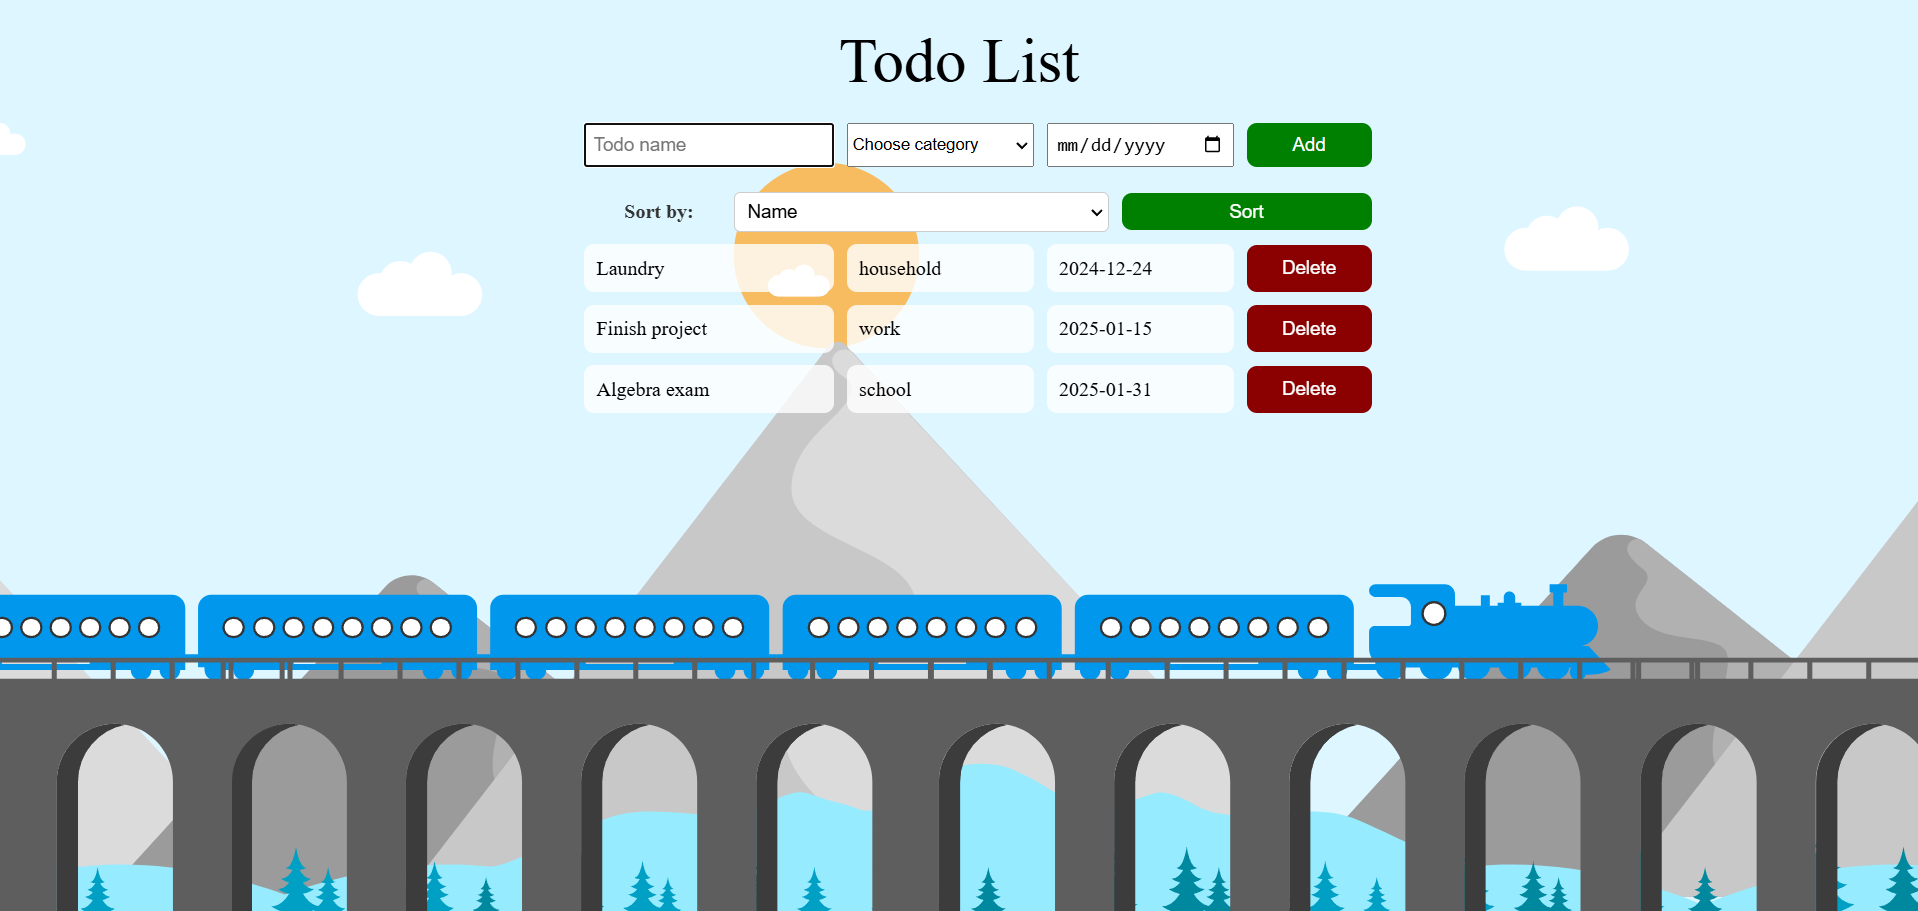 Todo List
Todo name Choose category mm/dd/yyyy Add
Sort by: Name Sort
Laundry household 2024-12-24 Delete
Finish project work 2025-01-15 Delete
Algebra exam school 2025-01-31 Delete